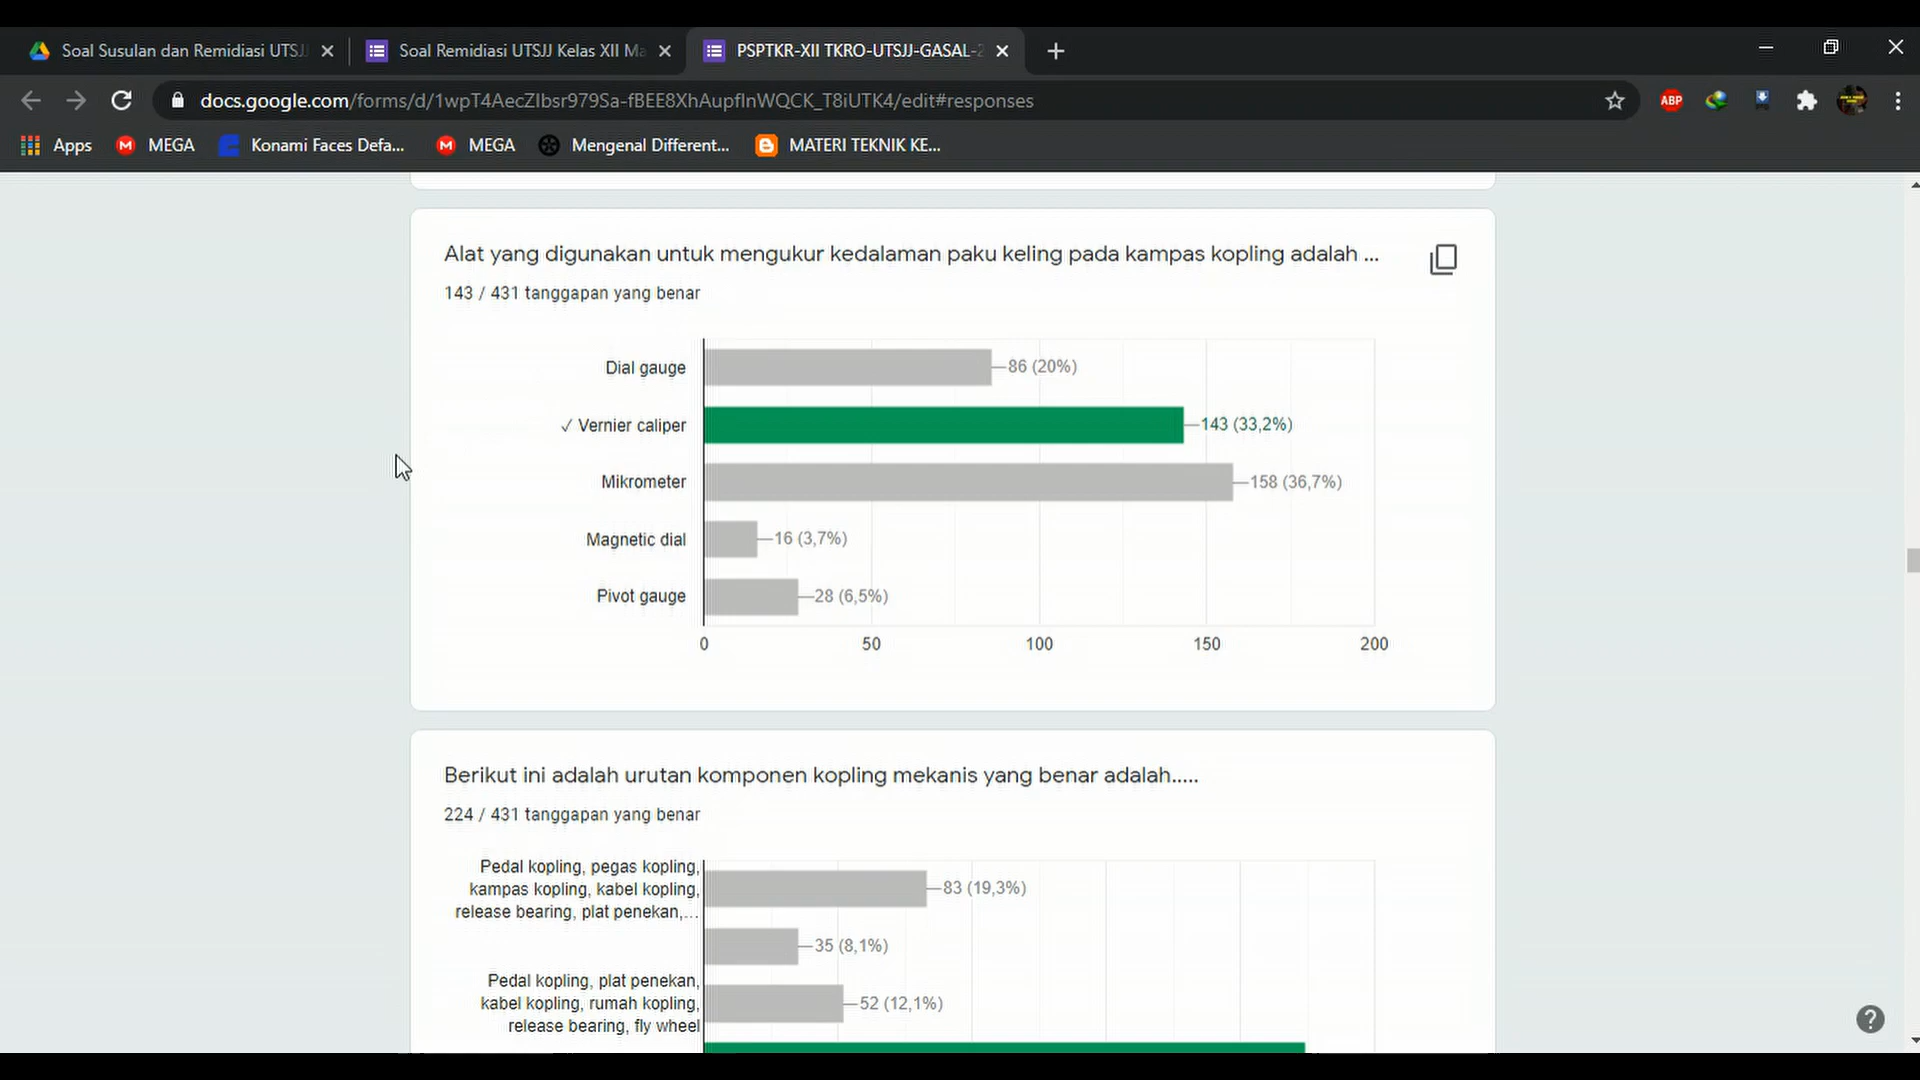 Soal Susulan dan Remidiasi UTSJJ
Soal Remidiasi UTSJJ Kelas XII Ma
PSPTKR-XII TKRO-UTSJJ-GASAL-2
docs.google.com/forms/d/1wpT4AecZIbsr979Sa-fBEE8XhAupfInWQCK_T8iUTK4/edit#responses
ABP
Apps
MEGA
Konami Faces Defa...
MEGA
Mengenal Different...
MATERI TEKNIK KE...
Alat yang digunakan untuk mengukur kedalaman paku keling pada kampas kopling adalah ...
143 / 431 tanggapan yang benar
Dial gauge
86 (20%)
✓ Vernier caliper
143 (33,2%)
Mikrometer
158 (36,7%)
Magnetic dial
16 (3,7%)
Pivot gauge
28 (6,5%)
0 50 100 150 200
Berikut ini adalah urutan komponen kopling mekanis yang benar adalah.....
224 / 431 tanggapan yang benar
Pedal kopling, pegas kopling,
kampas kopling, kabel kopling,
release bearing, plat penekan,...
83 (19,3%)
35 (8,1%)
Pedal kopling, plat penekan,
kabel kopling, rumah kopling,
release bearing, fly wheel
52 (12,1%)